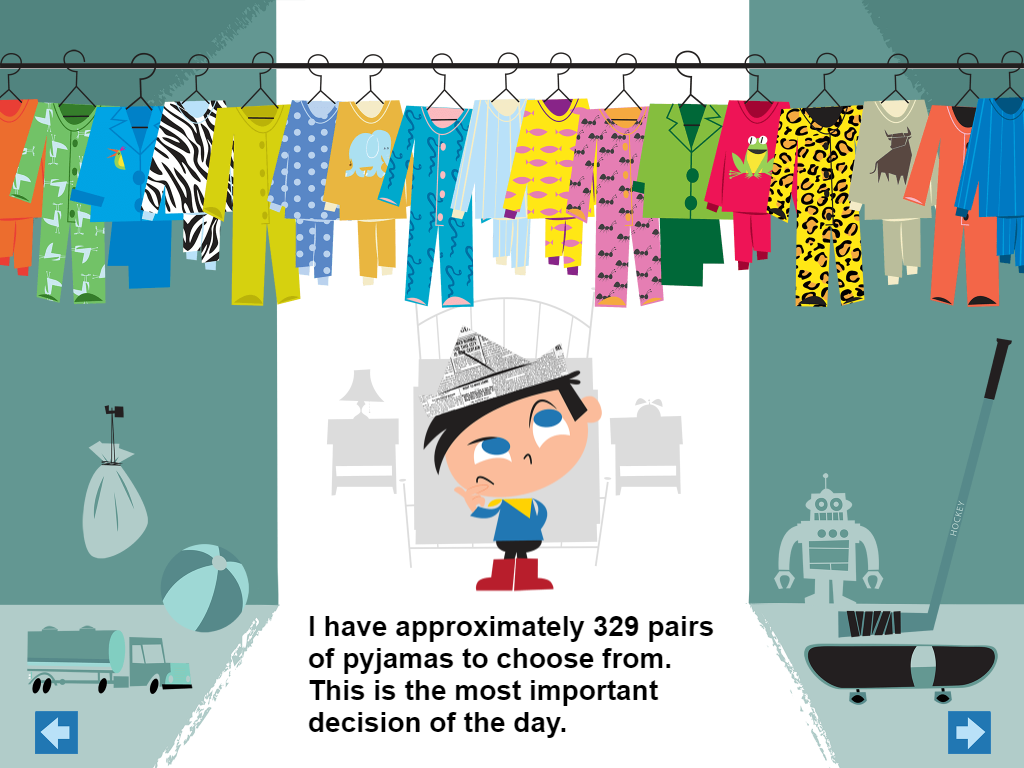 HOCKEY
I have approximately 329 pairs
of pyjamas to choose from.
This is the most important
decision of the day.